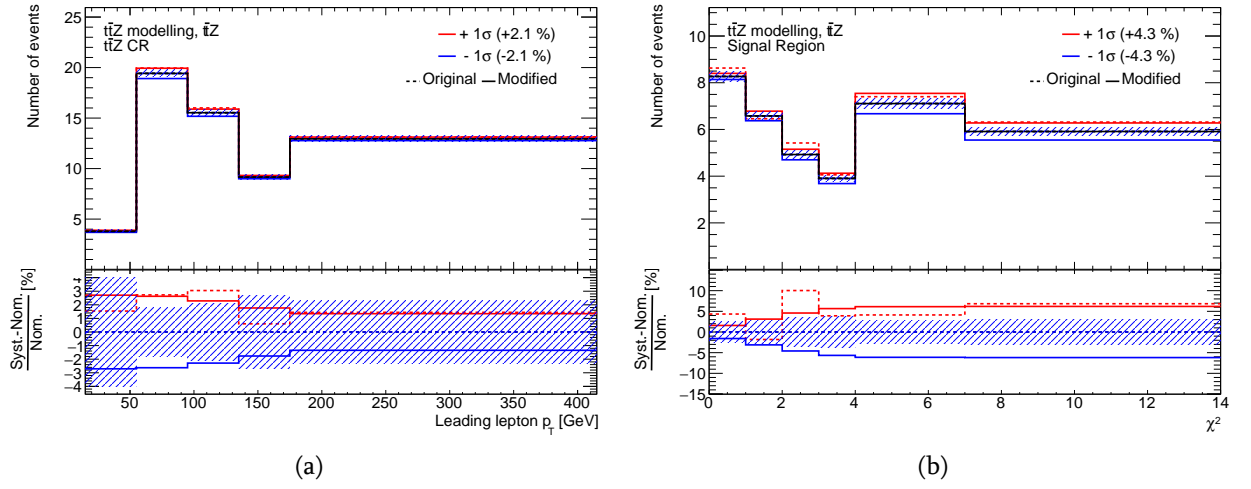 Number of events
25
20
15
10
5
tt̄Z modelling, tt̄Z
tt̄Z CR
+ 1σ (+2.1 %)
- 1σ (-2.1 %)
Original Modified
Syst.-Nom. [%]
Nom.
4
3
2
1
0
−1
−2
−3
−4
50 100 150 200 250 300 350 400
Leading lepton p_T [GeV]
(a)
Number of events
10
8
6
4
2
0
tt̄Z modelling, tt̄Z
Signal Region
+ 1σ (+4.3 %)
- 1σ (-4.3 %)
Original Modified
Syst.-Nom. [%]
Nom.
10
5
0
−5
−10
−15
0 2 4 6 8 10 12 14
χ²
(b)